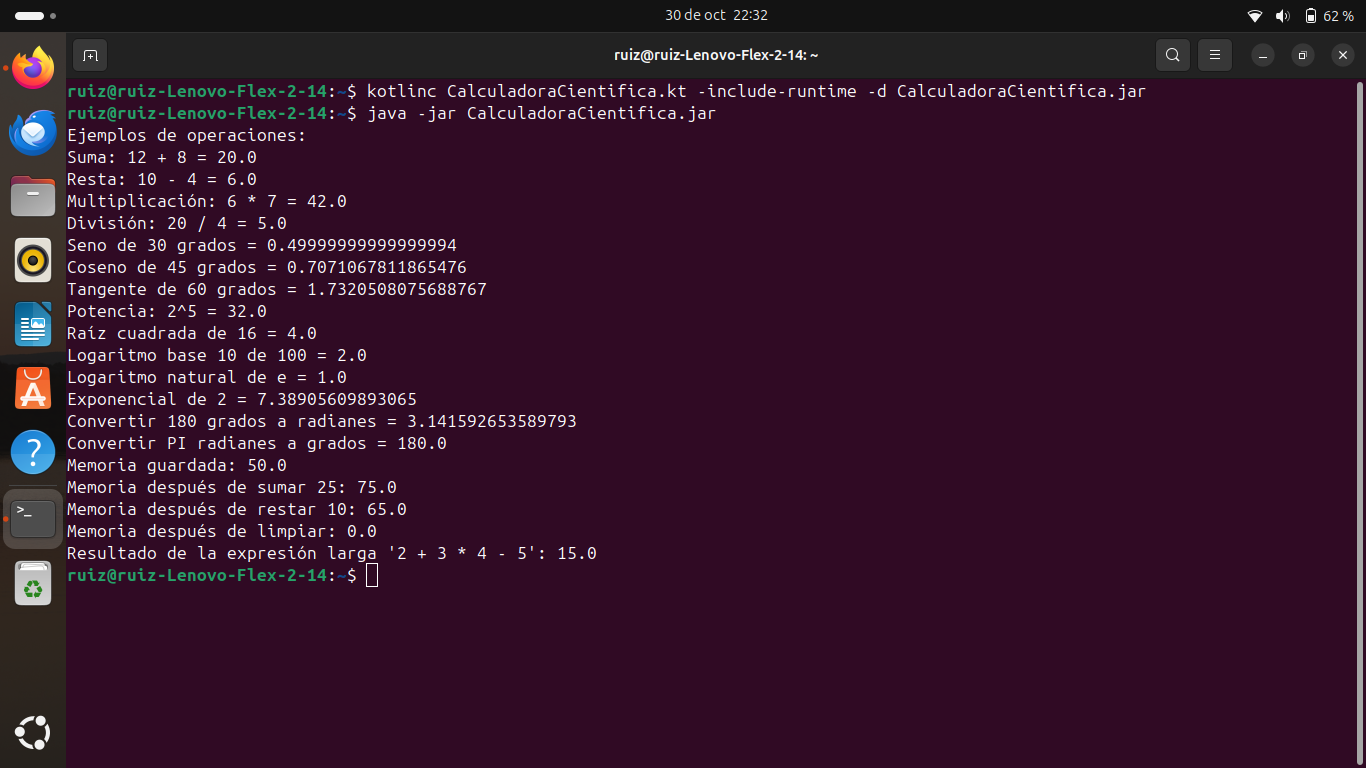 30 de oct 22:32
62 %
ruiz@ruiz-Lenovo-Flex-2-14: ~
ruiz@ruiz-Lenovo-Flex-2-14:~$ kotlinc CalculadoraCientifica.kt -include-runtime -d CalculadoraCientifica.jar
ruiz@ruiz-Lenovo-Flex-2-14:~$ java -jar CalculadoraCientifica.jar
Ejemplos de operaciones:
Suma: 12 + 8 = 20.0
Resta: 10 - 4 = 6.0
Multiplicación: 6 * 7 = 42.0
División: 20 / 4 = 5.0
Seno de 30 grados = 0.49999999999999994
Coseno de 45 grados = 0.7071067811865476
Tangente de 60 grados = 1.7320508075688767
Potencia: 2^5 = 32.0
Raíz cuadrada de 16 = 4.0
Logaritmo base 10 de 100 = 2.0
Logaritmo natural de e = 1.0
Exponencial de 2 = 7.38905609893065
Convertir 180 grados a radianes = 3.141592653589793
Convertir PI radianes a grados = 180.0
Memoria guardada: 50.0
Memoria después de sumar 25: 75.0
Memoria después de restar 10: 65.0
Memoria después de limpiar: 0.0
Resultado de la expresión larga '2 + 3 * 4 - 5': 15.0
ruiz@ruiz-Lenovo-Flex-2-14:~$